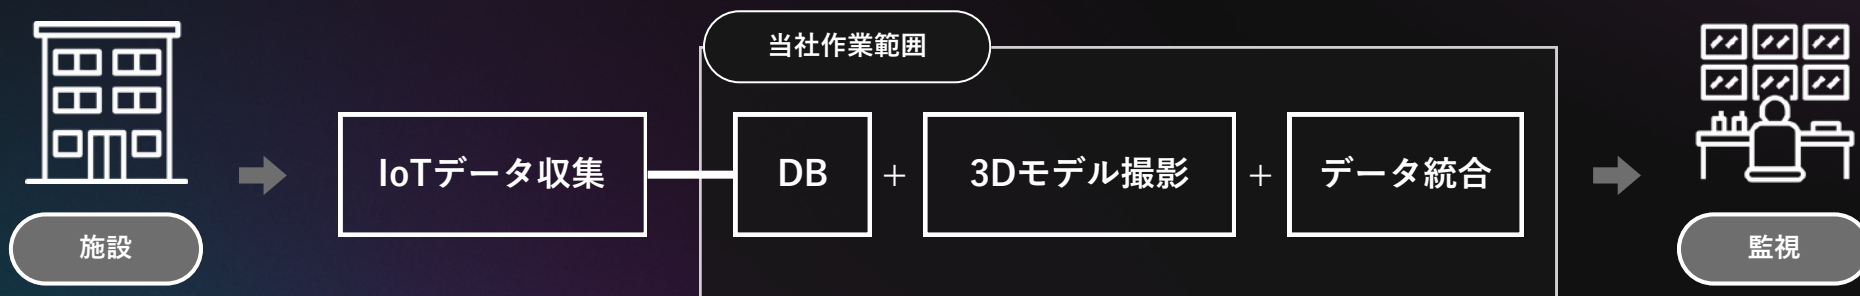 当社作業範囲
IoTデータ収集
DB
+
3Dモデル撮影
+
データ統合
施設
監視